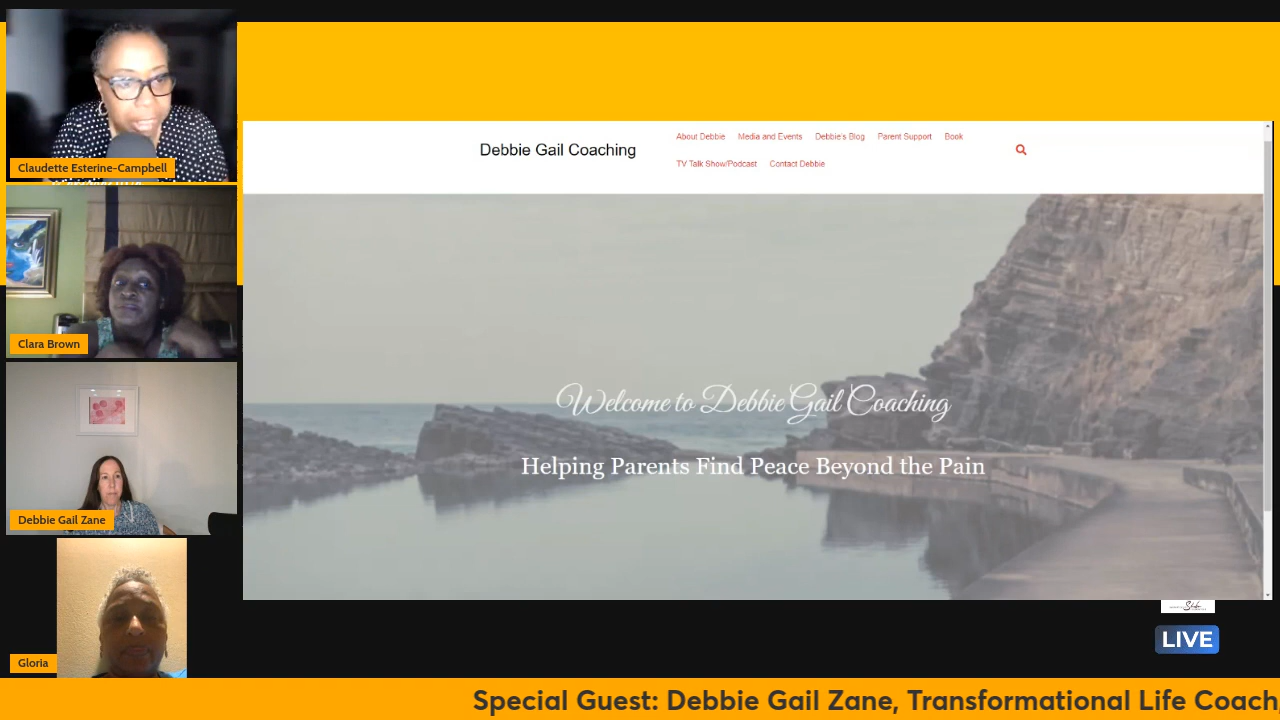 Claudette Esterine-Campbell
Clara Brown
Debbie Gail Zane
Gloria
Debbie Gail Coaching
About Debbie Media and Events Debbie's Blog Parent Support Book
TV Talk Show/Podcast Contact Debbie
Welcome to Debbie Gail Coaching
Helping Parents Find Peace Beyond the Pain
LIVE
Special Guest: Debbie Gail Zane, Transformational Life Coach